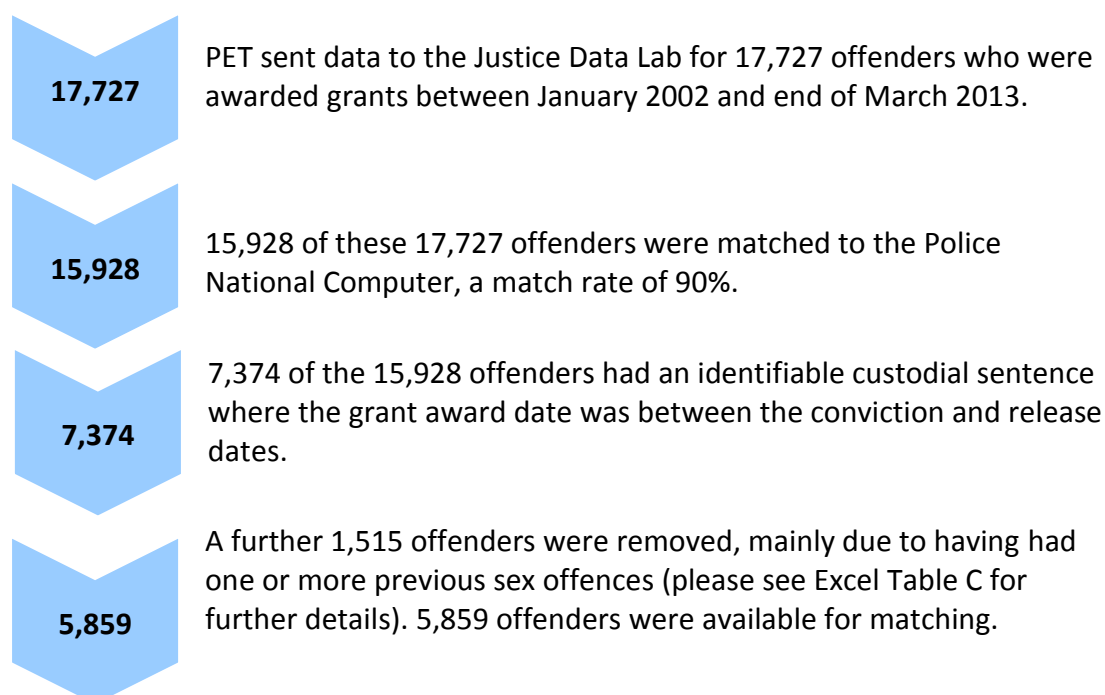 17,727
PET sent data to the Justice Data Lab for 17,727 offenders who were
awarded grants between January 2002 and end of March 2013.
15,928
15,928 of these 17,727 offenders were matched to the Police
National Computer, a match rate of 90%.
7,374
7,374 of the 15,928 offenders had an identifiable custodial sentence
where the grant award date was between the conviction and release
dates.
5,859
A further 1,515 offenders were removed, mainly due to having had
one or more previous sex offences (please see Excel Table C for
further details). 5,859 offenders were available for matching.